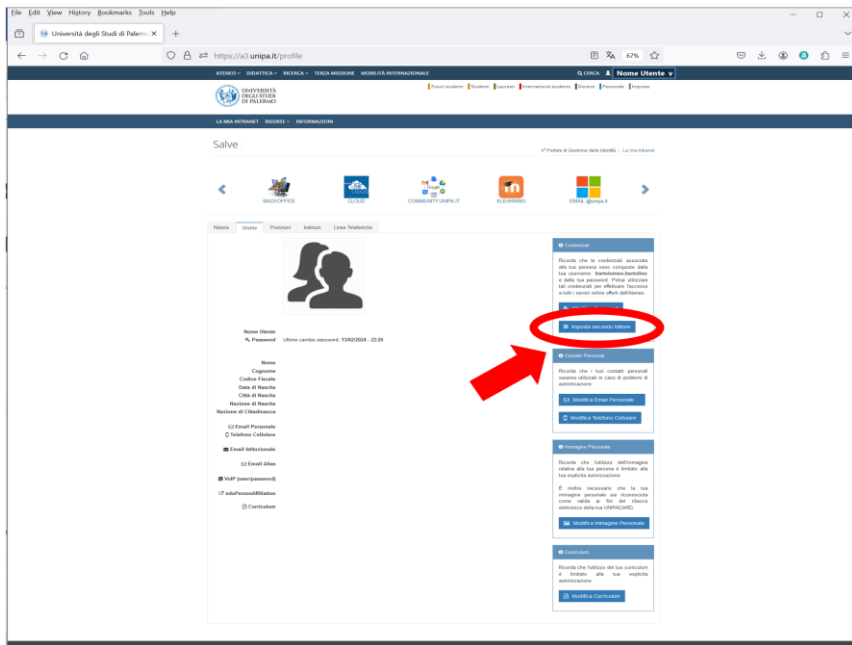 File Edit View History Bookmarks Tools Help
Università degli Studi di Palerm
https://a3.unipa.it/profile
67%
ATENEO DIDATTICA RICERCA TERZA MISSIONE MOBILITÀ INTERNAZIONALE
CERCA Nome Utente
UNIVERSITÀ
DEGLI STUDI
DI PALERMO
Futuri studenti Studenti Laureati International students Docenti Personale Imprese
LA MIA INTRANET RISORSE INFORMAZIONI
Salve
Portale di Gestione delle Identità La mia Intranet
BACKOFFICE CLOUD COMMUNITY.UNIPA.IT ELEARNING EMAIL @unipa.it
Notizie Utente Posizioni Indirizzi Linee Telefoniche
Credenziali
Ricorda che le credenziali associate
alla tua persona sono composte dalla
tua username: bartolomeo.bertolino
e dalla tua password. Potrai utilizzare
tali credenziali per effettuare l'accesso
a tutti i servizi online offerti dall'Ateneo.
Imposta secondo fattore
Nome Utente
Password Ultimo cambio password: 13/02/2024 - 22:20
Nome
Cognome
Codice Fiscale
Data di Nascita
Città di Nascita
Nazione di Nascita
Nazione di Cittadinanza
Email Personale
Telefono Cellulare
Email Istituzionale
Email Alias
VoIP (user/password)
eduPersonAffiliation
Curriculum
Contatti Personali
Ricorda che i tuoi contatti personali
saranno utilizzati in caso di problemi di
autenticazione.
Modifica Email Personale
Modifica Telefono Cellulare
Immagine Personale
Ricorda che l'utilizzo dell'immagine
relativa alla tua persona è limitato alla
tua esplicita autorizzazione.
È inoltre necessario che la tua
immagine personale sia riconosciuta
come valida ai fini del rilascio
elettronico della tua UNIPACARD.
Modifica Immagine Personale
Curriculum
Ricorda che l'utilizzo del tuo curriculum
è limitato alla tua esplicita
autorizzazione.
Modifica Curriculum